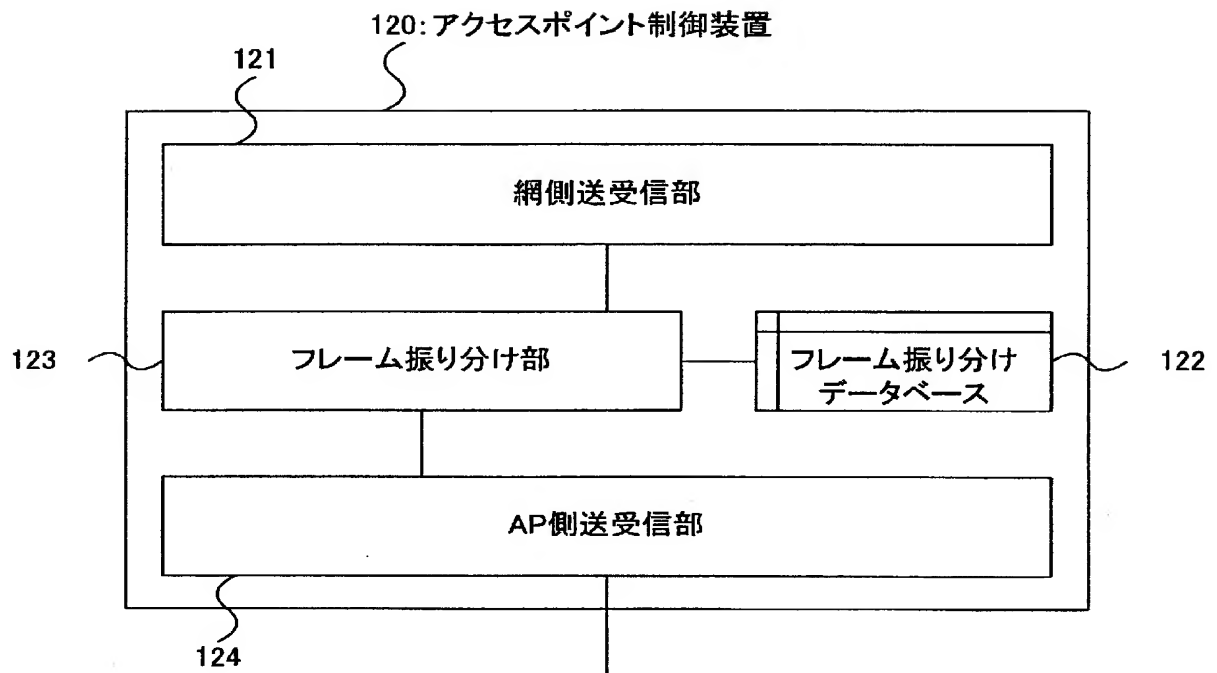 120:アクセスポイント制御装置
121
網側送受信部
123
フレーム振り分け部
フレーム振り分け
データベース
122
AP側送受信部
124